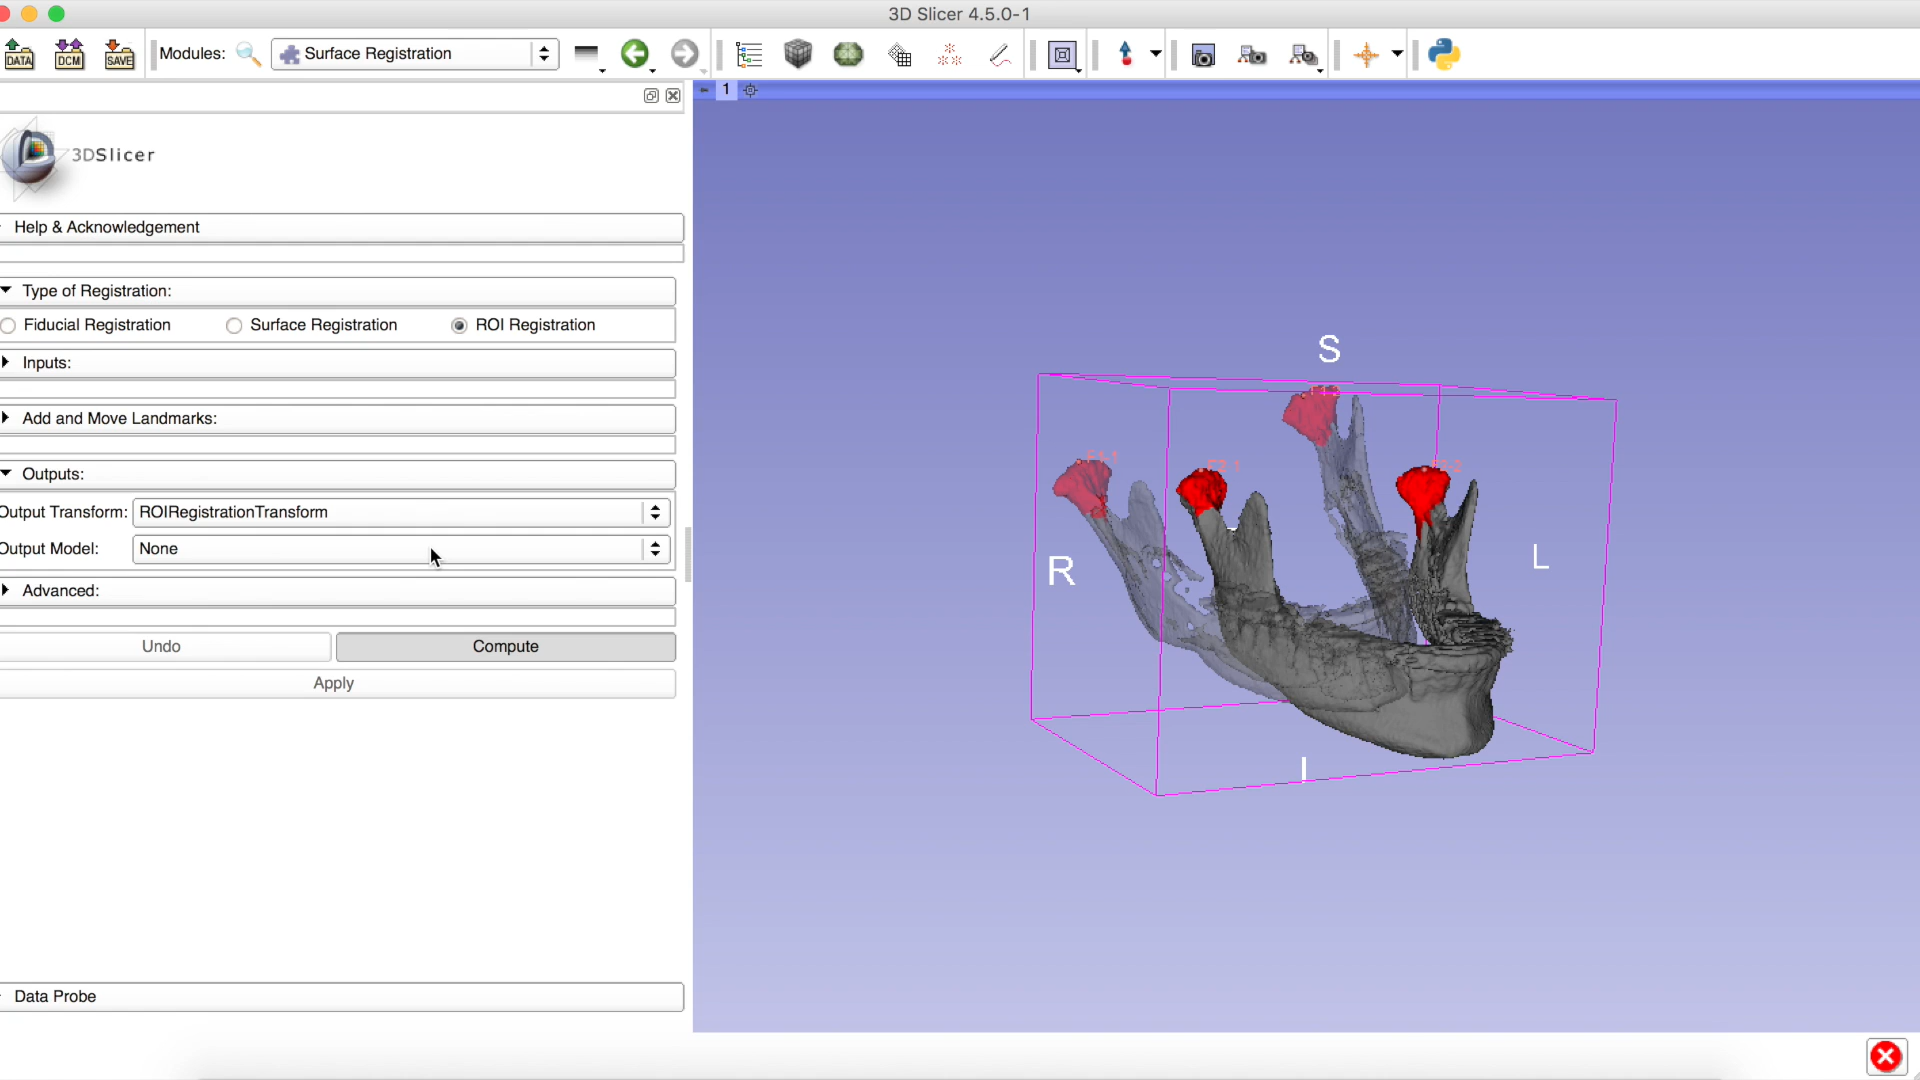 3D Slicer 4.5.0-1
DATA DCM SAVE Modules: Surface Registration
1
3DSlicer
Help & Acknowledgement
Type of Registration:
Fiducial Registration Surface Registration ROI Registration
Inputs:
Add and Move Landmarks:
Outputs:
Output Transform: ROIRegistrationTransform
Output Model: None
Advanced:
Undo Compute
Apply
Data Probe
S
F1-1
R
L
I